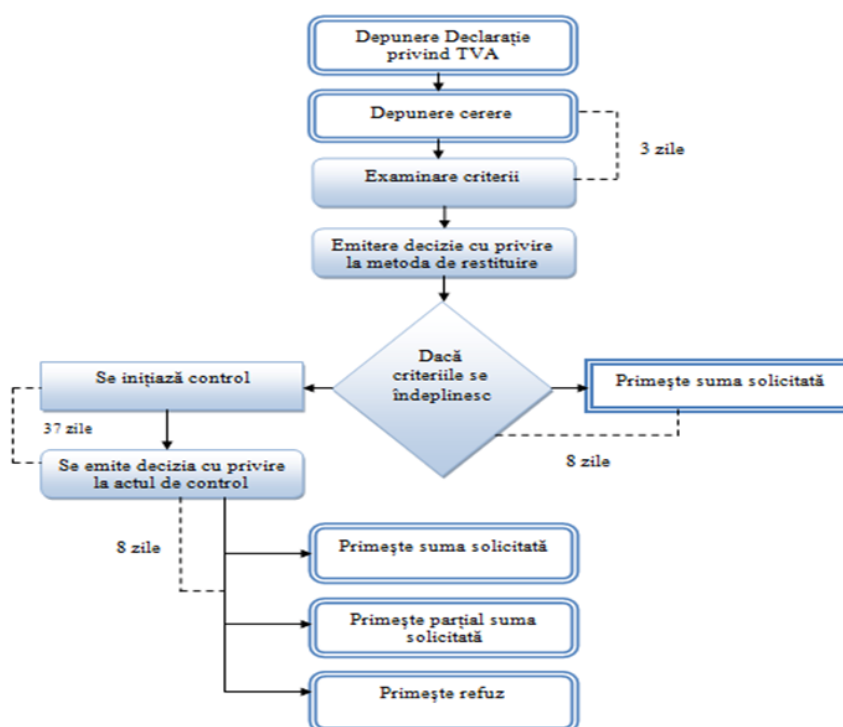 Depunere Declarație
privind TVA
Depunere cerere
3 zile
Examinare criterii
Emitere decizie cu privire
la metoda de restituire
Dacă
criteriile se
îndeplinesc
Se inițiază control
Primește suma solicitată
37 zile
8 zile
Se emite decizia cu privire
la actul de control
8 zile
Primește suma solicitată
Primește parțial suma
solicitată
Primește refuz